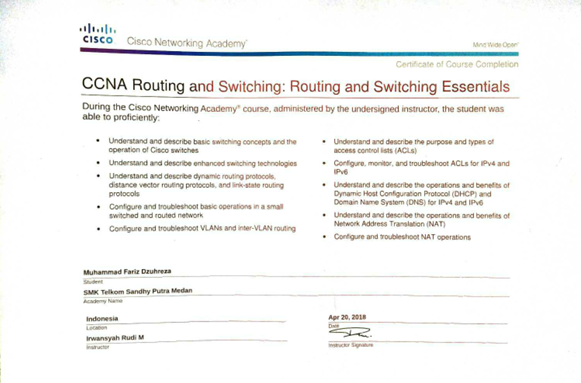 CISCO
Cisco Networking Academy®
Mind Wide Open
Certificate of Course Completion
CCNA Routing and Switching: Routing and Switching Essentials
During the Cisco Networking Academy® course, administered by the undersigned instructor, the student was
able to proficiently:
• Understand and describe basic switching concepts and the
operation of Cisco switches
• Understand and describe enhanced switching technologies
• Understand and describe dynamic routing protocols,
distance vector routing protocols, and link-state routing
protocols
• Configure and troubleshoot basic operations in a small
switched and routed network
• Configure and troubleshoot VLANs and inter-VLAN routing
• Understand and describe the purpose and types of
access control lists (ACLs)
• Configure, monitor, and troubleshoot ACLs for IPv4 and
IPv6
• Understand and describe the operations and benefits of
Dynamic Host Configuration Protocol (DHCP) and
Domain Name System (DNS) for IPv4 and IPv6
• Understand and describe the operations and benefits of
Network Address Translation (NAT)
• Configure and troubleshoot NAT operations
Muhammad Fariz Dzuhreza
Student
SMK Telkom Sandhy Putra Medan
Academy Name
Indonesia
Location
Apr 20, 2018
Date
Irwansyah Rudi M
Instructor
Instructor Signature